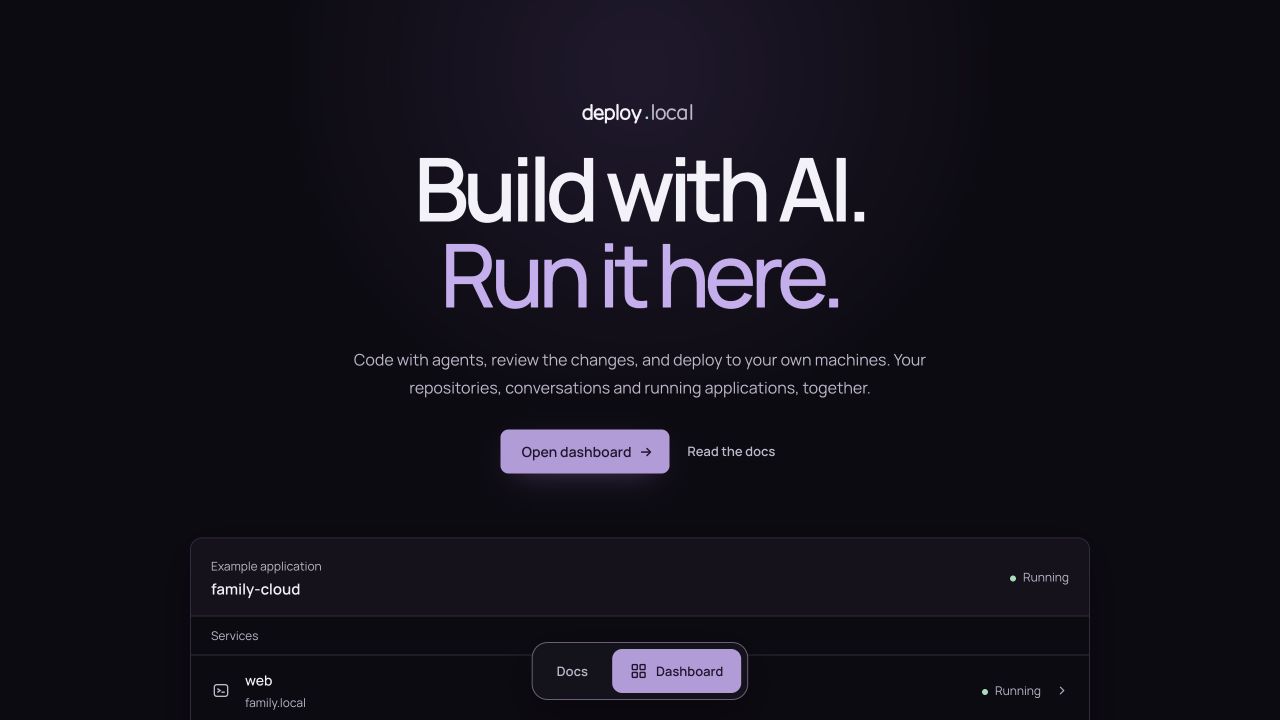 deploy.local
Build with AI.
Run it here.
Code with agents, review the changes, and deploy to your own machines. Your
repositories, conversations and running applications, together.
Open dashboard →
Read the docs
Example application
family-cloud
Running
Services
web
family.local
Running
Docs
Dashboard